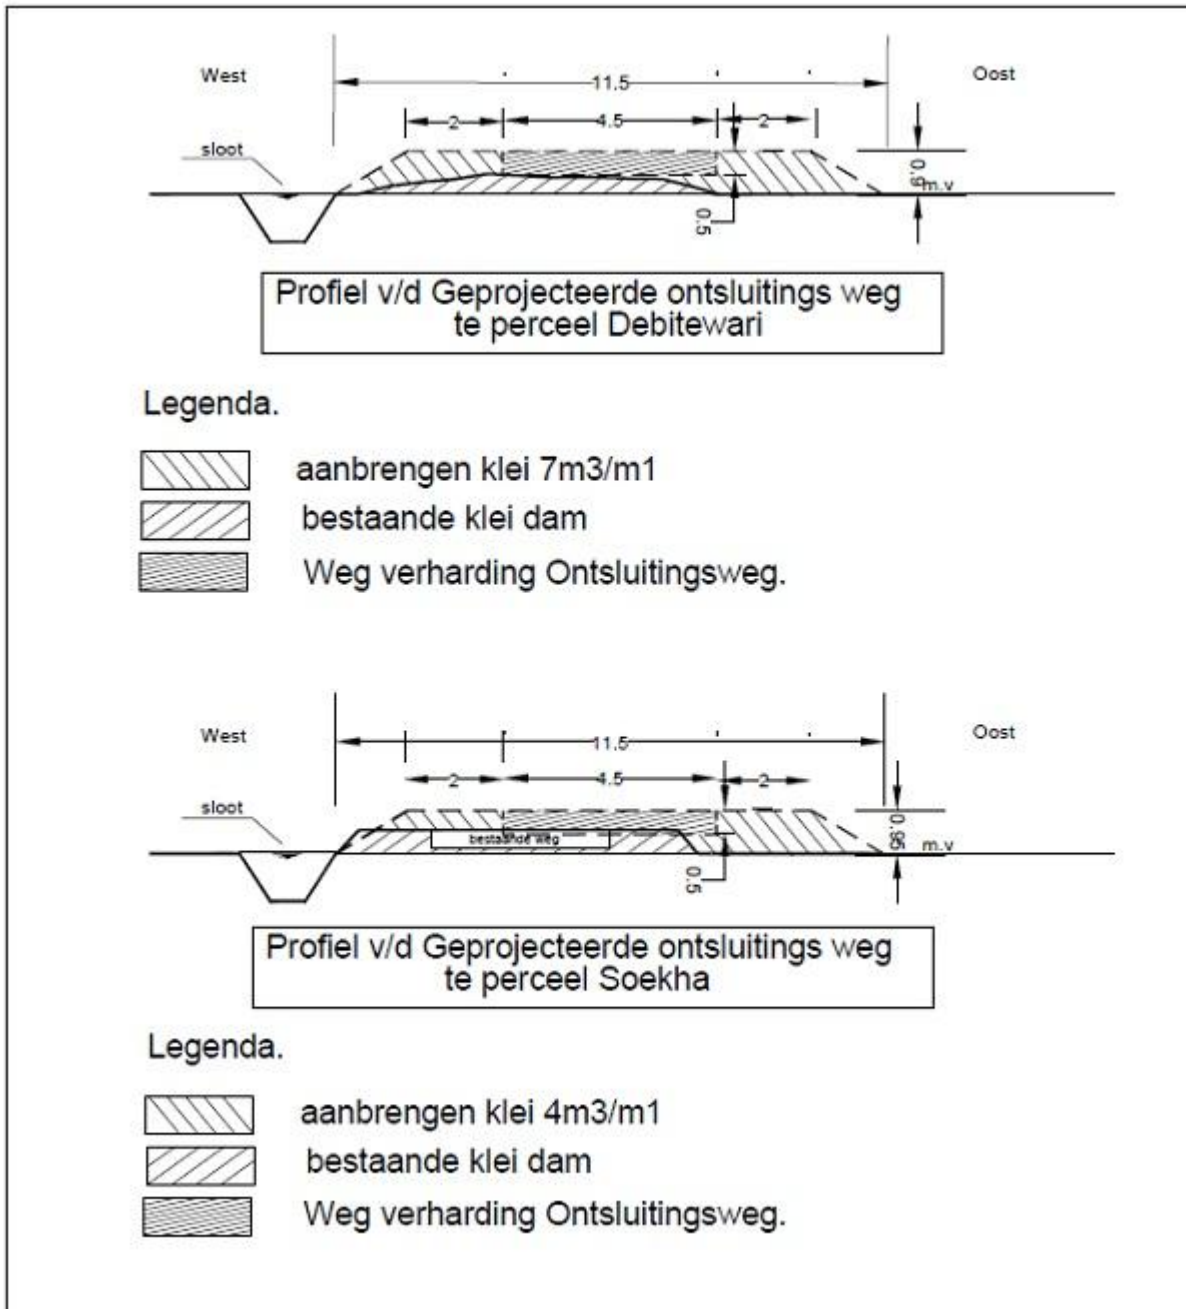 West
Oost
11.5
2
4.5
2
sloot
0.9
m.v
0.5
Profiel v/d Geprojecteerde ontsluitings weg
te perceel Debitewari
Legenda.
aanbrengen klei 7m3/m1
bestaande klei dam
Weg verharding Ontsluitingsweg.
West
Oost
11.5
2
4.5
2
sloot
bestaande weg
0.95
m.v
0.5
Profiel v/d Geprojecteerde ontsluitings weg
te perceel Soekha
Legenda.
aanbrengen klei 4m3/m1
bestaande klei dam
Weg verharding Ontsluitingsweg.